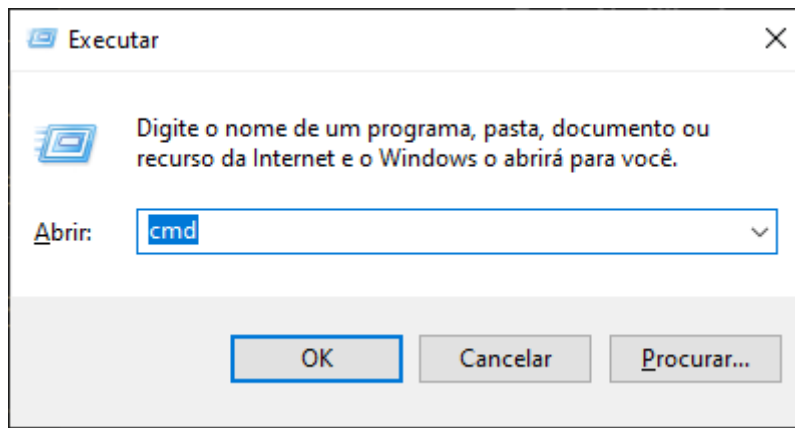 Executar
Digite o nome de um programa, pasta, documento ou
recurso da Internet e o Windows o abrirá para você.
Abrir: cmd
OK Cancelar Procurar...